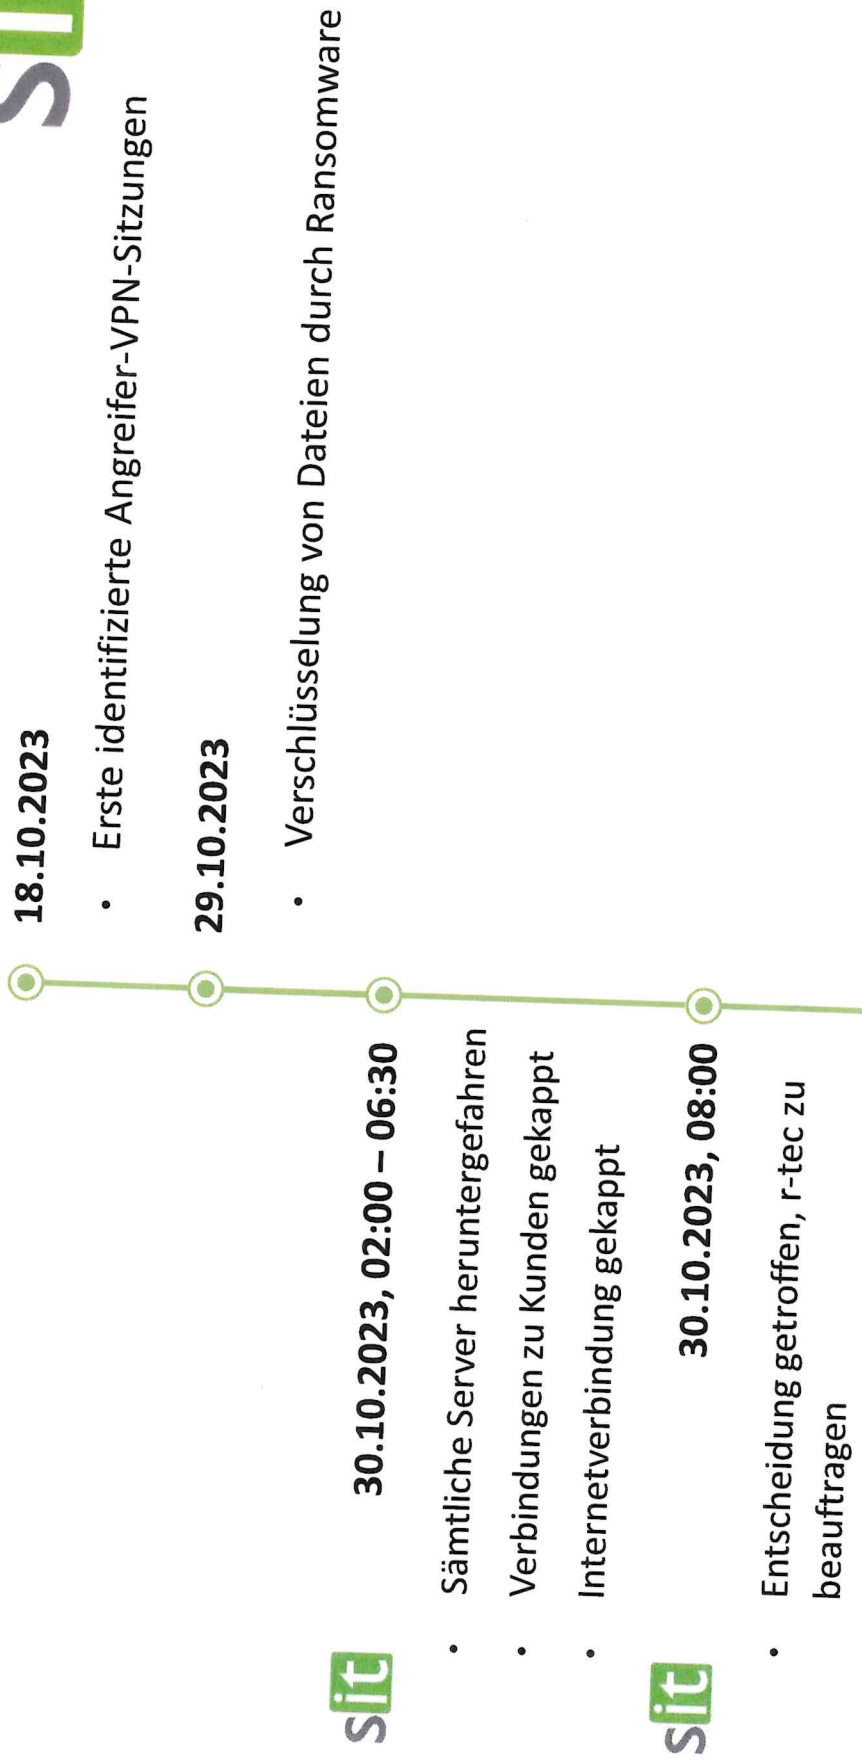 18.10.2023
• Erste identifizierte Angreifer-VPN-Sitzungen
29.10.2023
• Verschlüsselung von Dateien durch Ransomware
sit
30.10.2023, 02:00 – 06:30
• Sämtliche Server heruntergefahren
• Verbindungen zu Kunden gekappt
• Internetverbindung gekappt
sit
30.10.2023, 08:00
• Entscheidung getroffen, r-tec zu
beauftragen